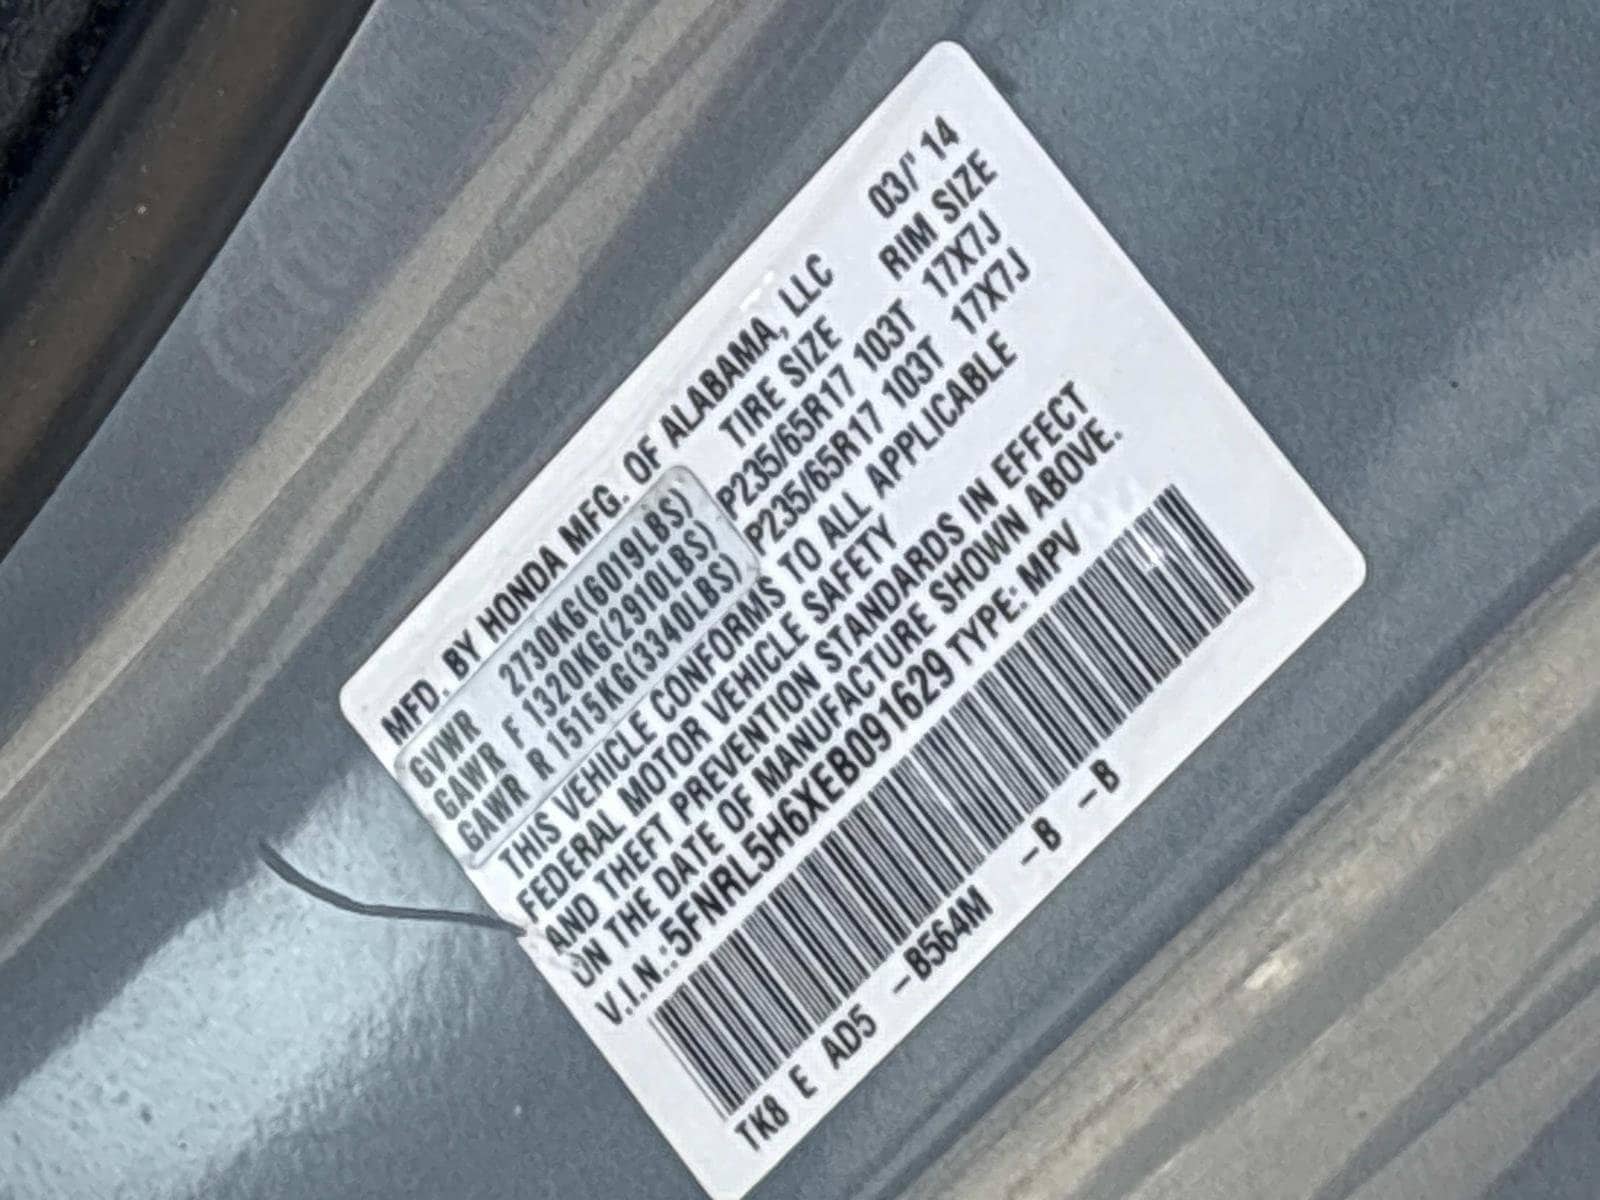 MFD. BY HONDA MFG. OF ALABAMA, LLC 03/' 14
TIRE SIZE RIM SIZE
GVWR 2730KG(6019LBS)
GAWR F 1320KG(2910LBS) P235/65R17 103T 17X7J
GAWR R 1515KG(3340LBS) P235/65R17 103T 17X7J
THIS VEHICLE CONFORMS TO ALL APPLICABLE
FEDERAL MOTOR VEHICLE SAFETY
AND THEFT PREVENTION STANDARDS IN EFFECT
ON THE DATE OF MANUFACTURE SHOWN ABOVE.
V.I.N.:5FNRL5H6XEB091629 TYPE: MPV
TK8 E AD5 -B564M -B -B